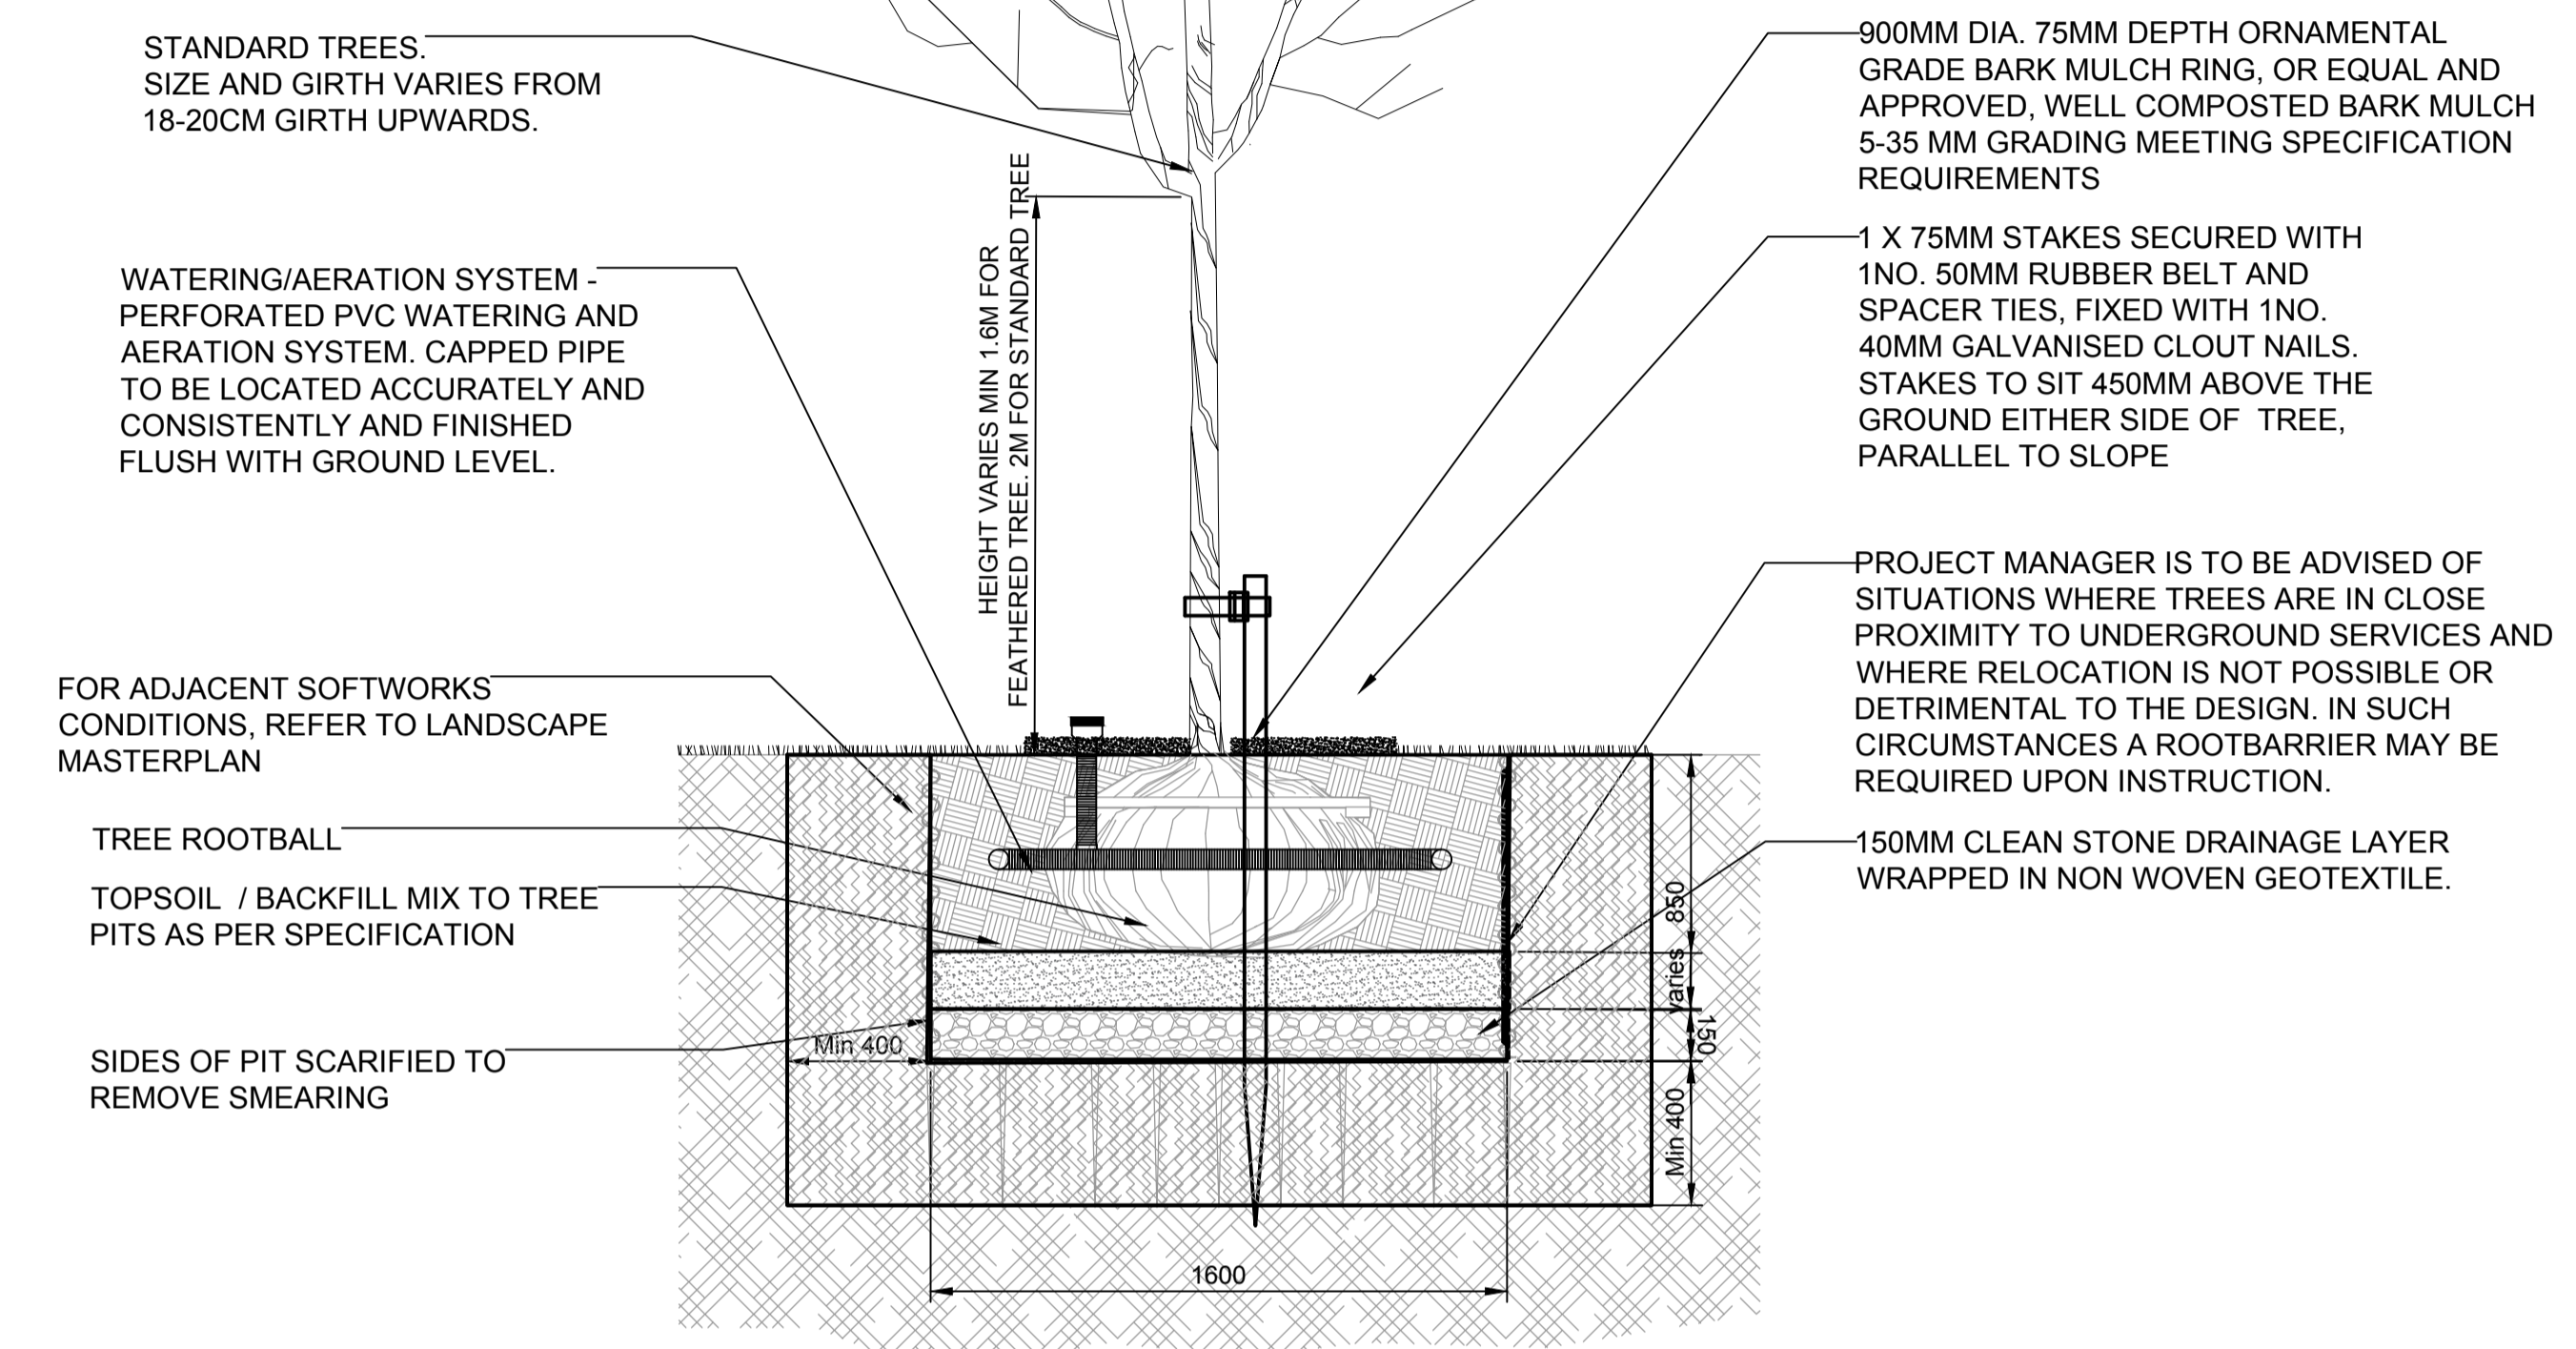 STANDARD TREES.
SIZE AND GIRTH VARIES FROM
18-20CM GIRTH UPWARDS.
WATERING/AERATION SYSTEM -
PERFORATED PVC WATERING AND
AERATION SYSTEM. CAPPED PIPE
TO BE LOCATED ACCURATELY AND
CONSISTENTLY AND FINISHED
FLUSH WITH GROUND LEVEL.
FOR ADJACENT SOFTWORKS
CONDITIONS, REFER TO LANDSCAPE
MASTERPLAN
TREE ROOTBALL
TOPSOIL / BACKFILL MIX TO TREE
PITS AS PER SPECIFICATION
SIDES OF PIT SCARIFIED TO
REMOVE SMEARING
HEIGHT VARIES MIN 1.6M FOR
FEATHERED TREE. 2M FOR STANDARD TREE
Min 400
1600
850
varies
150
Min 400
900MM DIA. 75MM DEPTH ORNAMENTAL
GRADE BARK MULCH RING, OR EQUAL AND
APPROVED, WELL COMPOSTED BARK MULCH
5-35 MM GRADING MEETING SPECIFICATION
REQUIREMENTS
1 X 75MM STAKES SECURED WITH
1NO. 50MM RUBBER BELT AND
SPACER TIES, FIXED WITH 1NO.
40MM GALVANISED CLOUT NAILS.
STAKES TO SIT 450MM ABOVE THE
GROUND EITHER SIDE OF TREE,
PARALLEL TO SLOPE
PROJECT MANAGER IS TO BE ADVISED OF
SITUATIONS WHERE TREES ARE IN CLOSE
PROXIMITY TO UNDERGROUND SERVICES AND
WHERE RELOCATION IS NOT POSSIBLE OR
DETRIMENTAL TO THE DESIGN. IN SUCH
CIRCUMSTANCES A ROOTBARRIER MAY BE
REQUIRED UPON INSTRUCTION.
150MM CLEAN STONE DRAINAGE LAYER
WRAPPED IN NON WOVEN GEOTEXTILE.